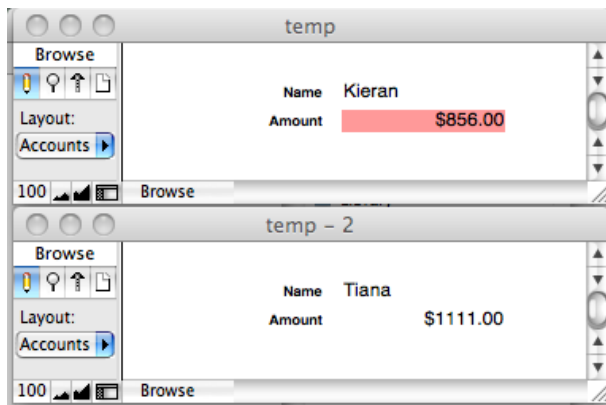 temp
Browse
Name Kieran
Layout:
Amount $856.00
Accounts
100 Browse
temp – 2
Browse
Name Tiana
Layout:
Amount $1111.00
Accounts
100 Browse